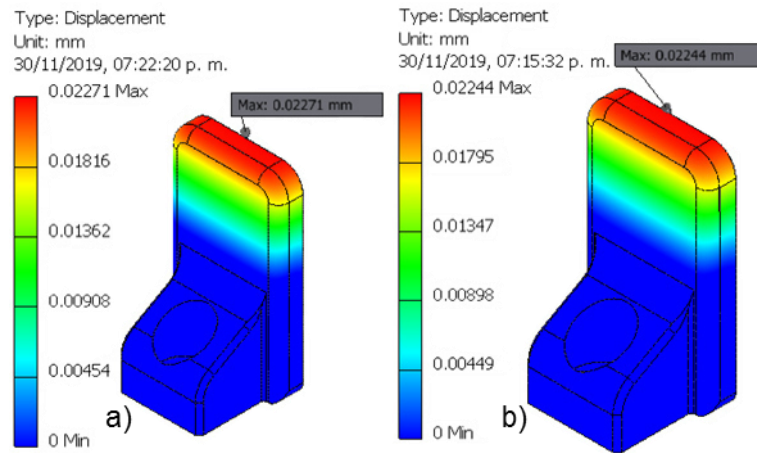 Type: Displacement
Unit: mm
30/11/2019, 07:22:20 p. m.
0.02271 Max
Max: 0.02271 mm
0.01816
0.01362
0.00908
0.00454
0 Min
a)
Type: Displacement
Unit: mm
30/11/2019, 07:15:32 p. m.
0.02244 Max
Max: 0.02244 mm
0.01795
0.01347
0.00898
0.00449
0 Min
b)